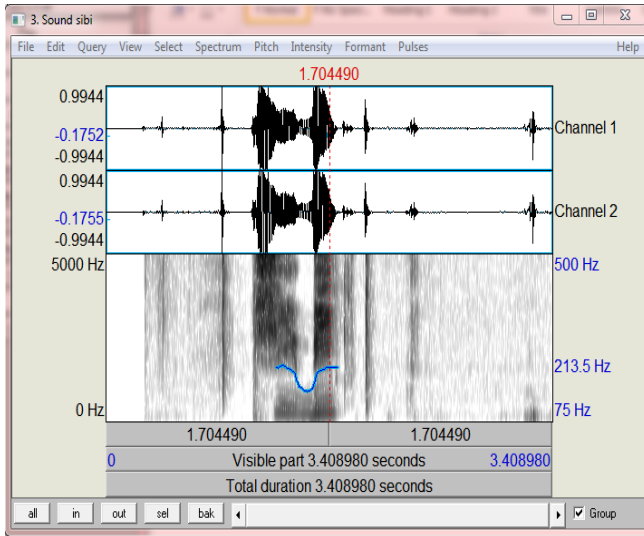 3. Sound sibi
File Edit Query View Select Spectrum Pitch Intensity Formant Pulses Help
1.704490
0.9944
-0.1752
-0.9944
Channel 1
0.9944
-0.1755
-0.9944
Channel 2
5000 Hz
500 Hz
213.5 Hz
0 Hz
75 Hz
1.704490 1.704490
0 Visible part 3.408980 seconds 3.408980
Total duration 3.408980 seconds
all in out sel bak Group